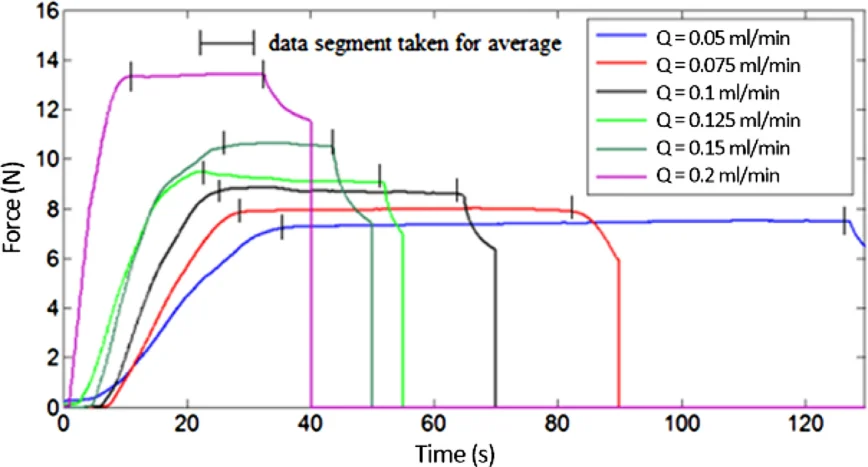 16
14
12
10
8
6
4
2
0
Force (N)
data segment taken for average
Q = 0.05 ml/min
Q = 0.075 ml/min
Q = 0.1 ml/min
Q = 0.125 ml/min
Q = 0.15 ml/min
Q = 0.2 ml/min
0 20 40 60 80 100 120
Time (s)